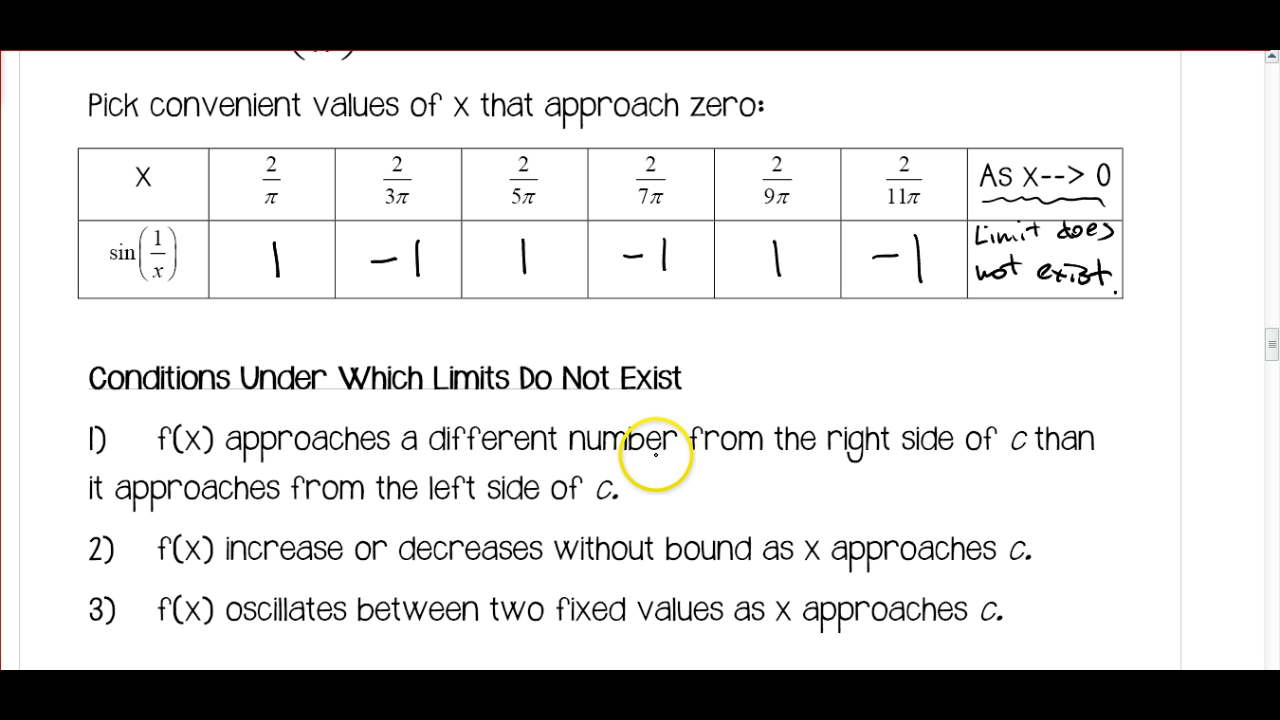 Pick convenient values of x that approach zero:
X 2/π 2/3π 2/5π 2/7π 2/9π 2/11π As x--> 0
sin(1/x) 1 -1 1 -1 1 -1 Limit does
not exist.
Conditions Under Which Limits Do Not Exist
1) f(x) approaches a different number from the right side of c than
it approaches from the left side of c.
2) f(x) increase or decreases without bound as x approaches c.
3) f(x) oscillates between two fixed values as x approaches c.